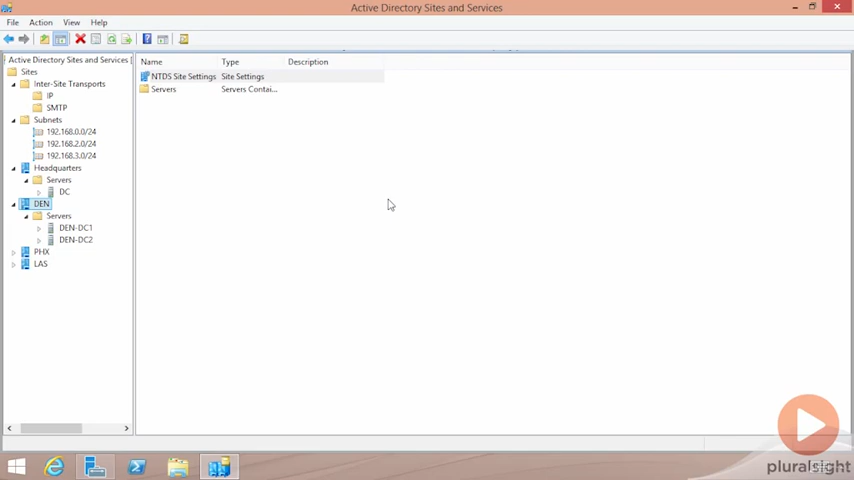 Active Directory Sites and Services
File Action View Help
Active Directory Sites and Services [
Sites
Inter-Site Transports
IP
SMTP
Subnets
192.168.0.0/24
192.168.2.0/24
192.168.3.0/24
Headquarters
Servers
DC
DEN
Servers
DEN-DC1
DEN-DC2
PHX
LAS
Name Type Description
NTDS Site Settings Site Settings
Servers Servers Contai...
pluralsight